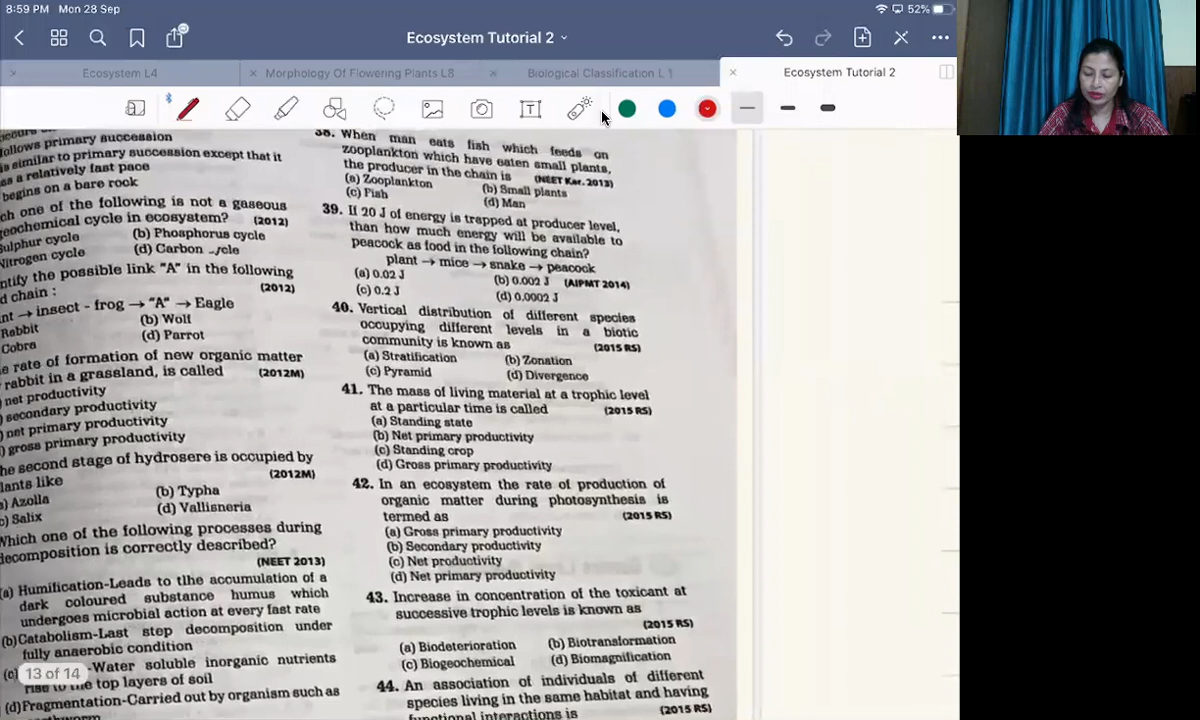 8:59 PM Mon 28 Sep
52%
Ecosystem Tutorial 2
Ecosystem L4
Morphology Of Flowering Plants L8
Biological Classification L 1
Ecosystem Tutorial 2
follows primary succession
is similar to primary succession except that it
a relatively fast pace
begins on a bare rock
one of the following is not a gaseous
cycle in ecosystem? (2012)
Sulphur cycle (b) Phosphorus cycle
Nitrogen cycle (d) Carbon
the possible link "A" in the following
chain : (2012)
→ insect - frog → "A" → Eagle
Rabbit (b) Wolf
Cobra (d) Parrot
rate of formation of new organic matter
rabbit in a grassland, is called (2012M)
net productivity
secondary productivity
net primary productivity
gross primary productivity
second stage of hydrosere is occupied by
like (2012M)
Azolla (b) Typha
Salix (d) Vallisneria
Which one of the following processes during
decomposition is correctly described?
(NEET 2013)
(a) Humification-Leads to tlhe accumulation of a
dark coloured substance humus which
undergoes microbial action at every fast rate
(b)Catabolism-Last step decomposition under
fully anaerobic condition
(c) -Water soluble inorganic nutrients
the top layers of soil
(d)Fragmentation-Carried out by organism such as
13 of 14
38. When man eats fish which feeds on
zooplankton which have eaten small plants,
the producer in the chain is (NEET Kar. 2013)
(a) Zooplankton (b) Small plants
(c) Fish (d) Man
39. If 20 J of energy is trapped at producer level,
than how much energy will be available to
peacock as food in the following chain?
plant → mice → snake → peacock
(a) 0.02 J (b) 0.002 J (AIPMT 2014)
(c) 0.2 J (d) 0.0002 J
40. Vertical distribution of different species
occupying different levels in a biotic
community is known as (2015 RS)
(a) Stratification (b) Zonation
(c) Pyramid (d) Divergence
41. The mass of living material at a trophic level
at a particular time is called (2015 RS)
(a) Standing state
(b) Net primary productivity
(c) Standing crop
(d) Gross primary productivity
42. In an ecosystem the rate of production of
organic matter during photosynthesis is
termed as (2015 RS)
(a) Gross primary productivity
(b) Secondary productivity
(c) Net productivity
(d) Net primary productivity
43. Increase in concentration of the toxicant at
successive trophic levels is known as
(2015 RS)
(a) Biodeterioration (b) Biotransformation
(c) Biogeochemical (d) Biomagnification
44. An association of individuals of different
species living in the same habitat and having
functional interactions is (2015 RS)